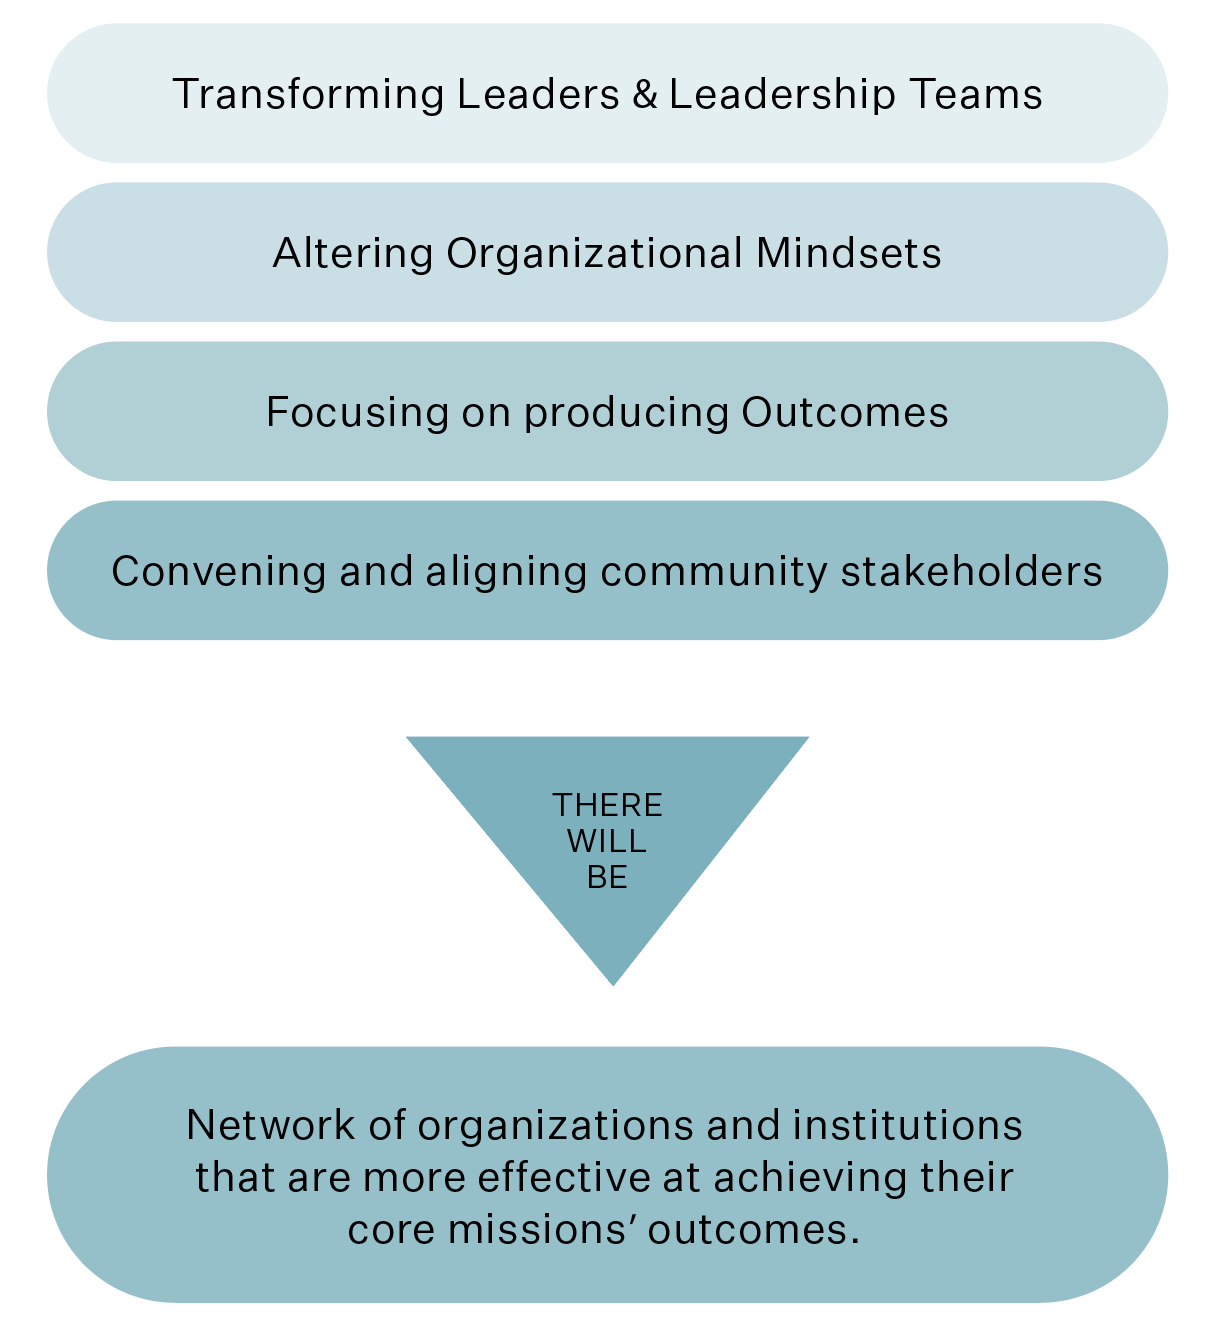 Transforming Leaders & Leadership Teams
Altering Organizational Mindsets
Focusing on producing Outcomes
Convening and aligning community stakeholders
THERE
WILL
BE
Network of organizations and institutions
that are more effective at achieving their
core missions’ outcomes.